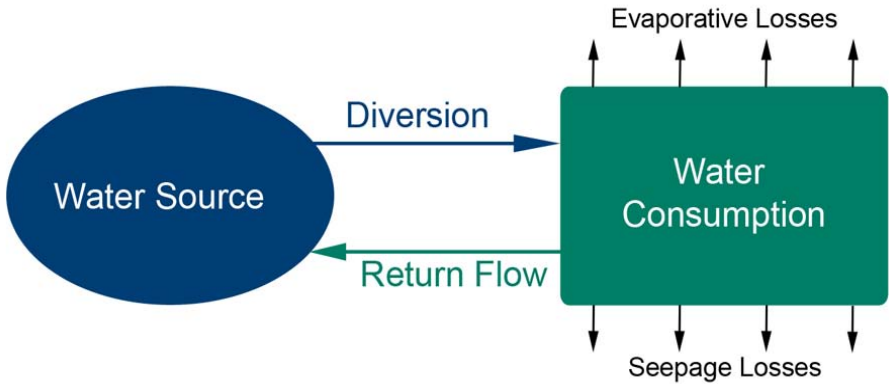 Evaporative Losses
Diversion
Water Source
Water
Consumption
Return Flow
Seepage Losses